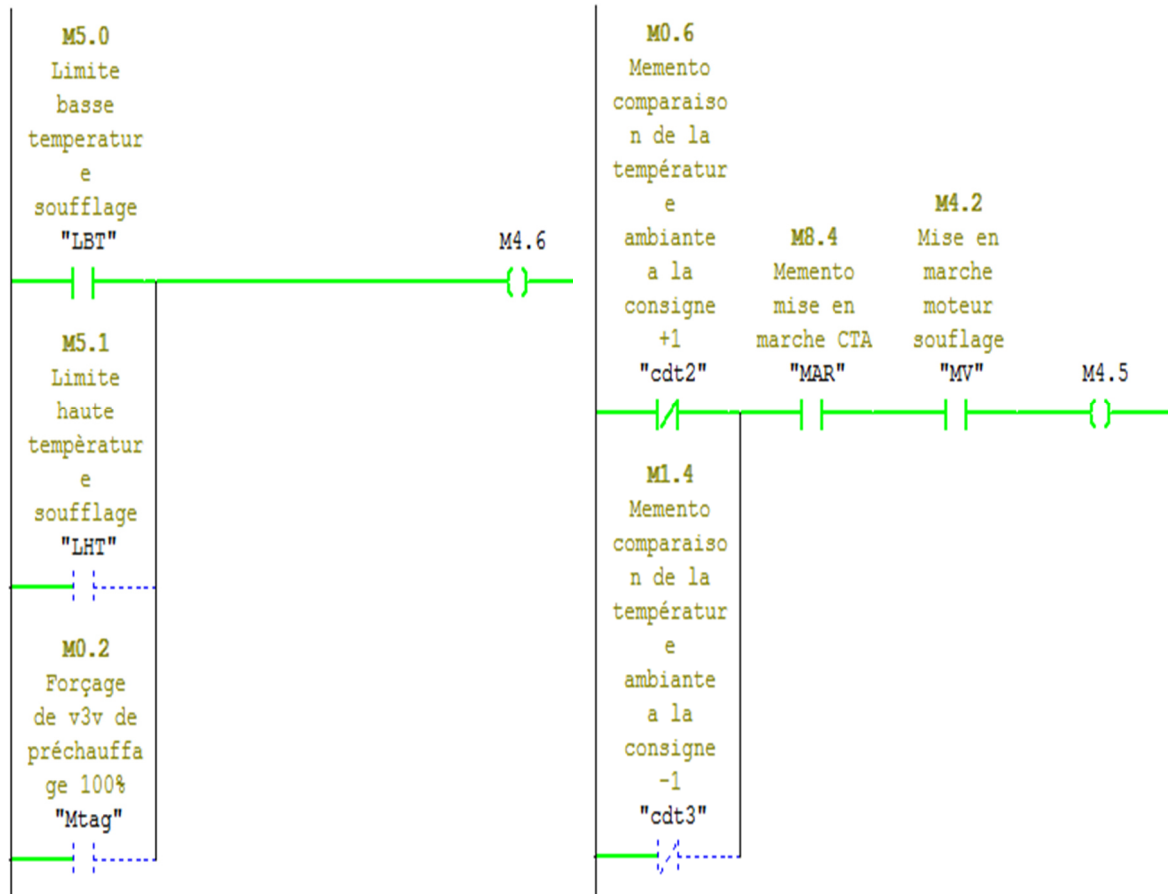 M5.0
Limite
basse
temperatur
e
soufflage
"LBT"
M4.6
M5.1
Limite
haute
tempèratur
e
soufflage
"LHT"
M0.2
Forçage
de v3v de
préchauffa
ge 100%
"Mtag"
M0.6
Memento
comparaiso
n de la
températur
e
ambiante
a la
consigne
+1
"cdt2"
M8.4
Memento
mise en
marche CTA
"MAR"
M4.2
Mise en
marche
moteur
souflage
"MV"
M4.5
M1.4
Memento
comparaiso
n de la
températur
e
ambiante
a la
consigne
-1
"cdt3"